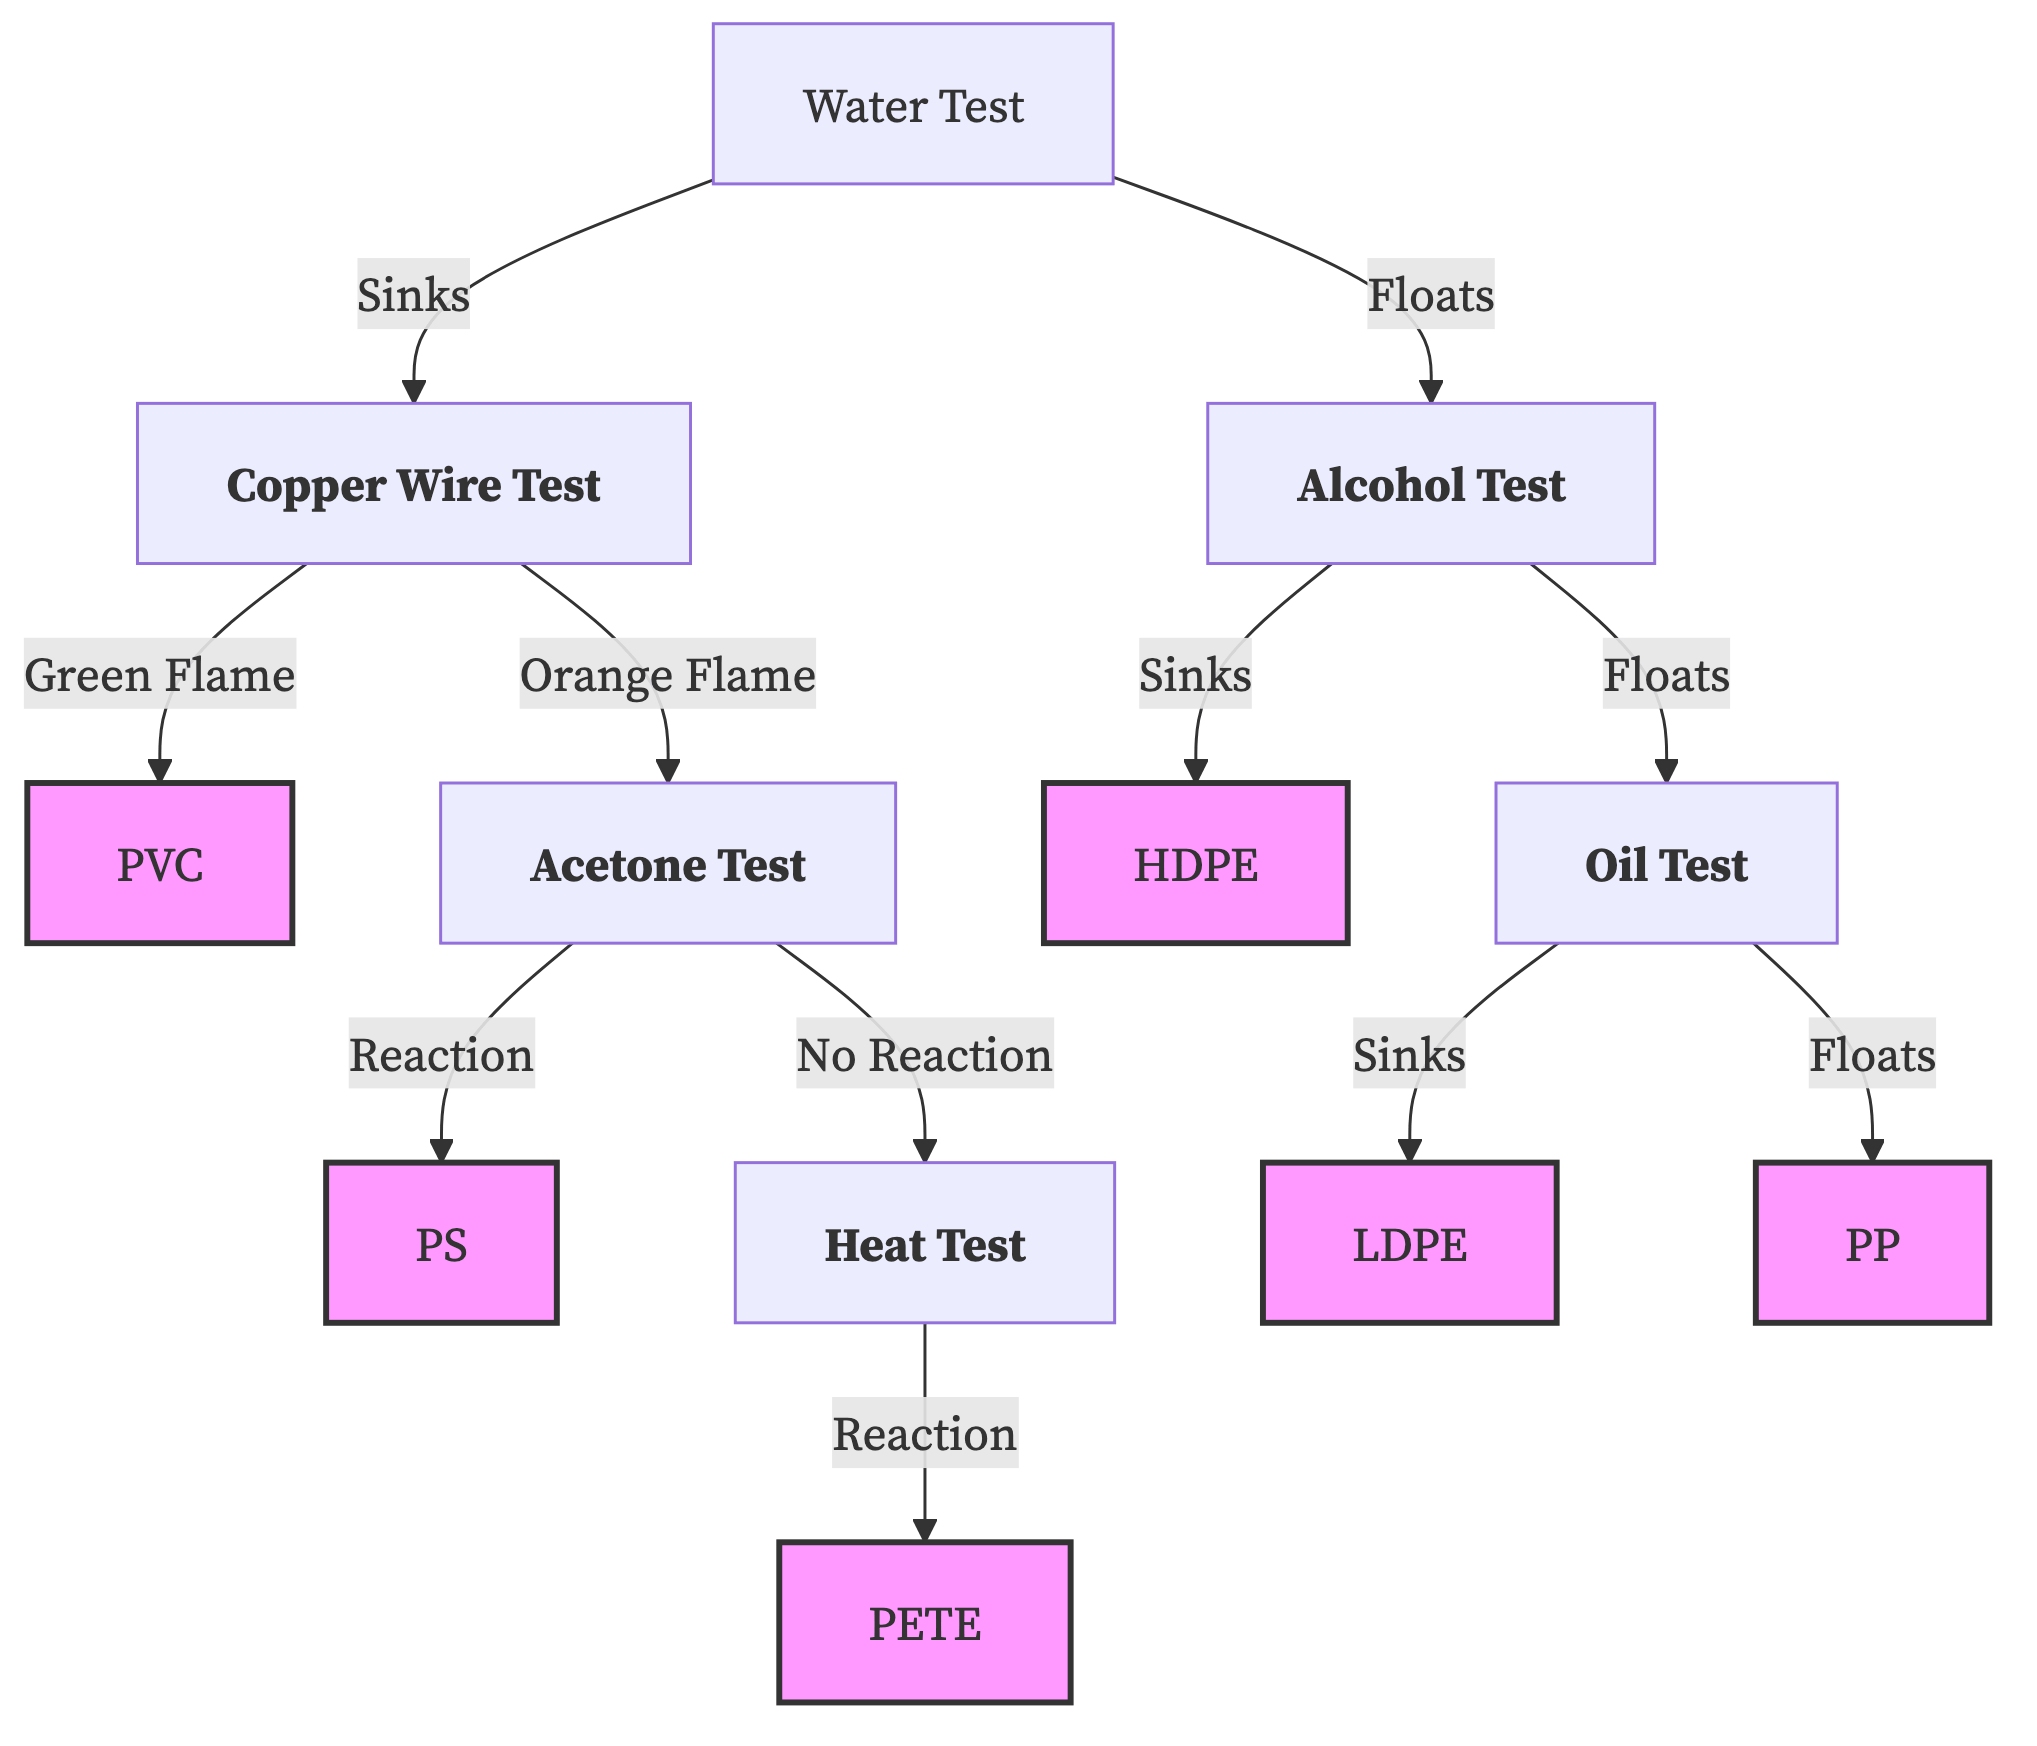 Water Test
Sinks
Floats
Copper Wire Test
Alcohol Test
Green Flame
Orange Flame
Sinks
Floats
PVC
Acetone Test
HDPE
Oil Test
Reaction
No Reaction
Sinks
Floats
PS
Heat Test
LDPE
PP
Reaction
PETE